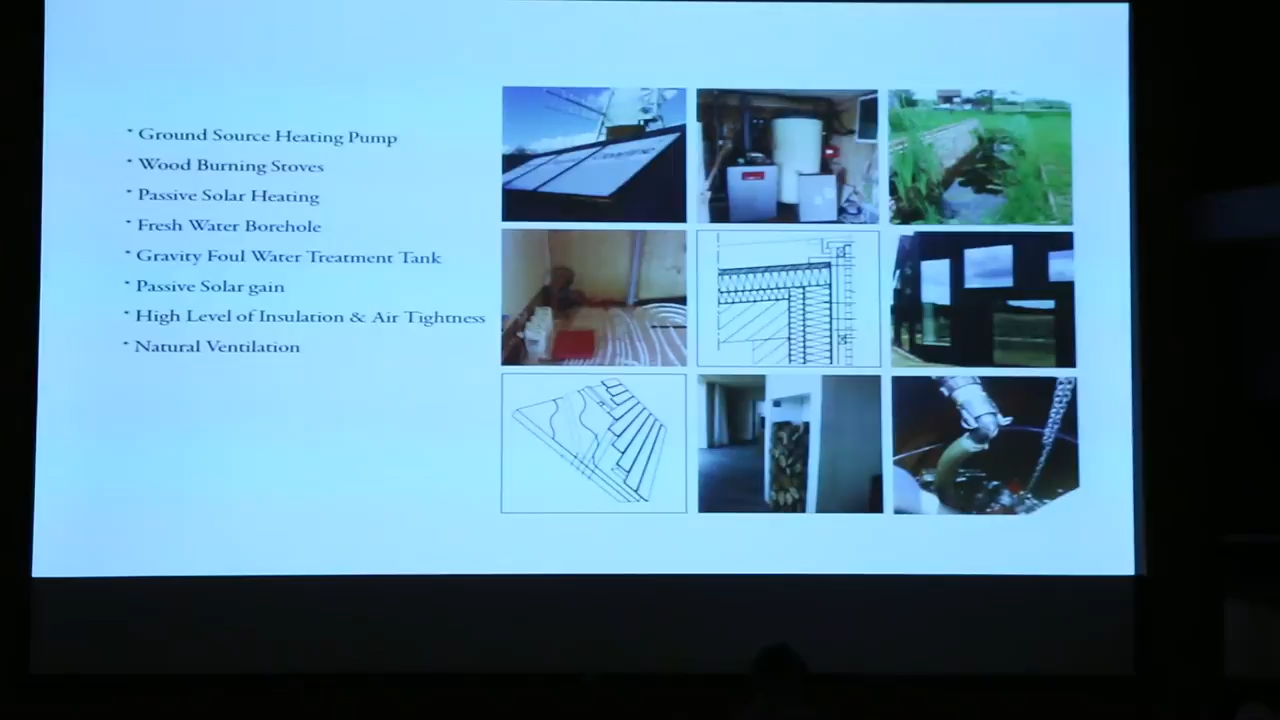 * Ground Source Heating Pump
* Wood Burning Stoves
* Passive Solar Heating
* Fresh Water Borehole
* Gravity Foul Water Treatment Tank
* Passive Solar gain
* High Level of Insulation & Air Tightness
* Natural Ventilation